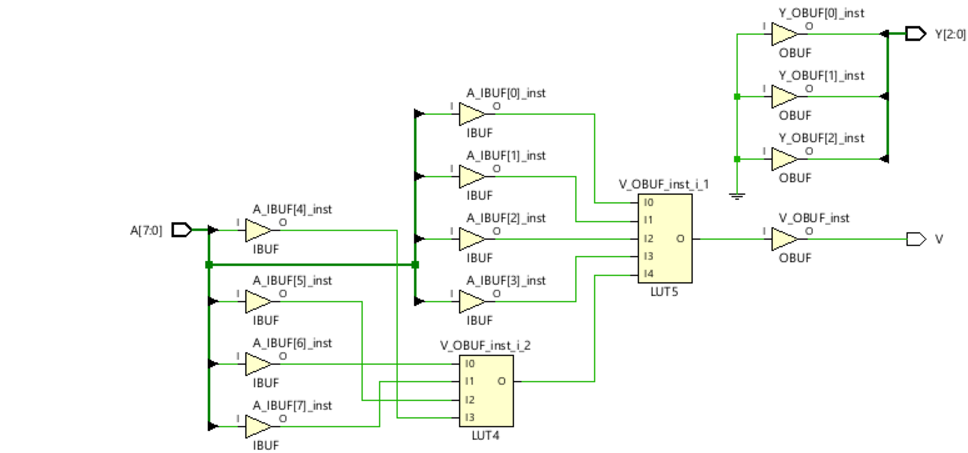 Y_OBUF[0]_inst
I
O
Y[2:0]
OBUF
Y_OBUF[1]_inst
I
O
OBUF
Y_OBUF[2]_inst
I
O
OBUF
A_IBUF[0]_inst
I
O
IBUF
A_IBUF[1]_inst
I
O
IBUF
A_IBUF[2]_inst
I
O
IBUF
A_IBUF[3]_inst
I
O
IBUF
V_OBUF_inst_i_1
I0
I1
I2
I3
I4
O
LUT5
V_OBUF_inst
I
O
V
OBUF
A[7:0]
A_IBUF[4]_inst
I
O
IBUF
A_IBUF[5]_inst
I
O
IBUF
A_IBUF[6]_inst
I
O
IBUF
A_IBUF[7]_inst
I
O
IBUF
V_OBUF_inst_i_2
I0
I1
I2
I3
O
LUT4